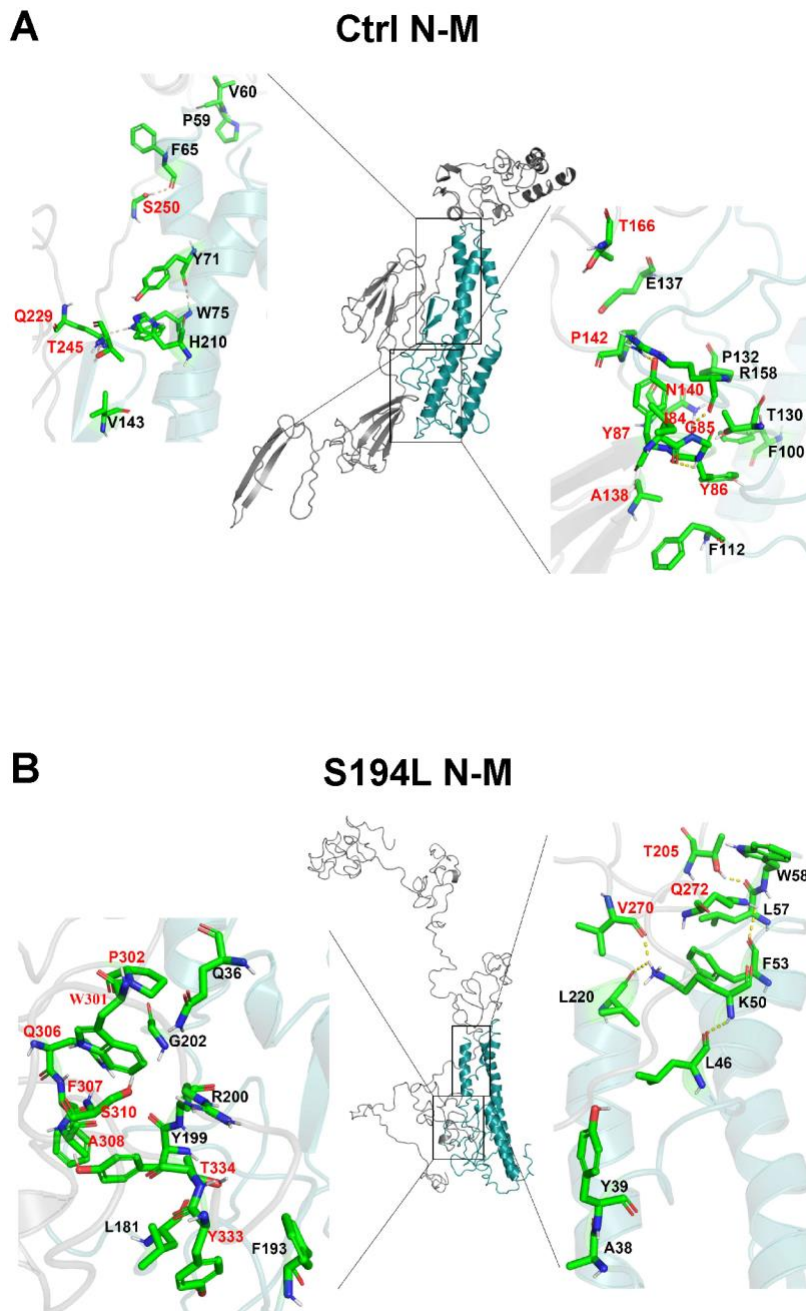 A
Ctrl N-M
V60
P59
F65
S250
Y71
Q229
W75
T245
H210
V143
T166
E137
P142
P132
N140
R158
I84
G85
T130
Y87
F100
A138
Y86
F112
B
S194L N-M
P302
Q36
W301
G202
Q306
F307
R200
S310
Y199
A308
T334
L181
Y333
F193
T205
W58
Q272
L57
V270
F53
L220
K50
L46
Y39
A38